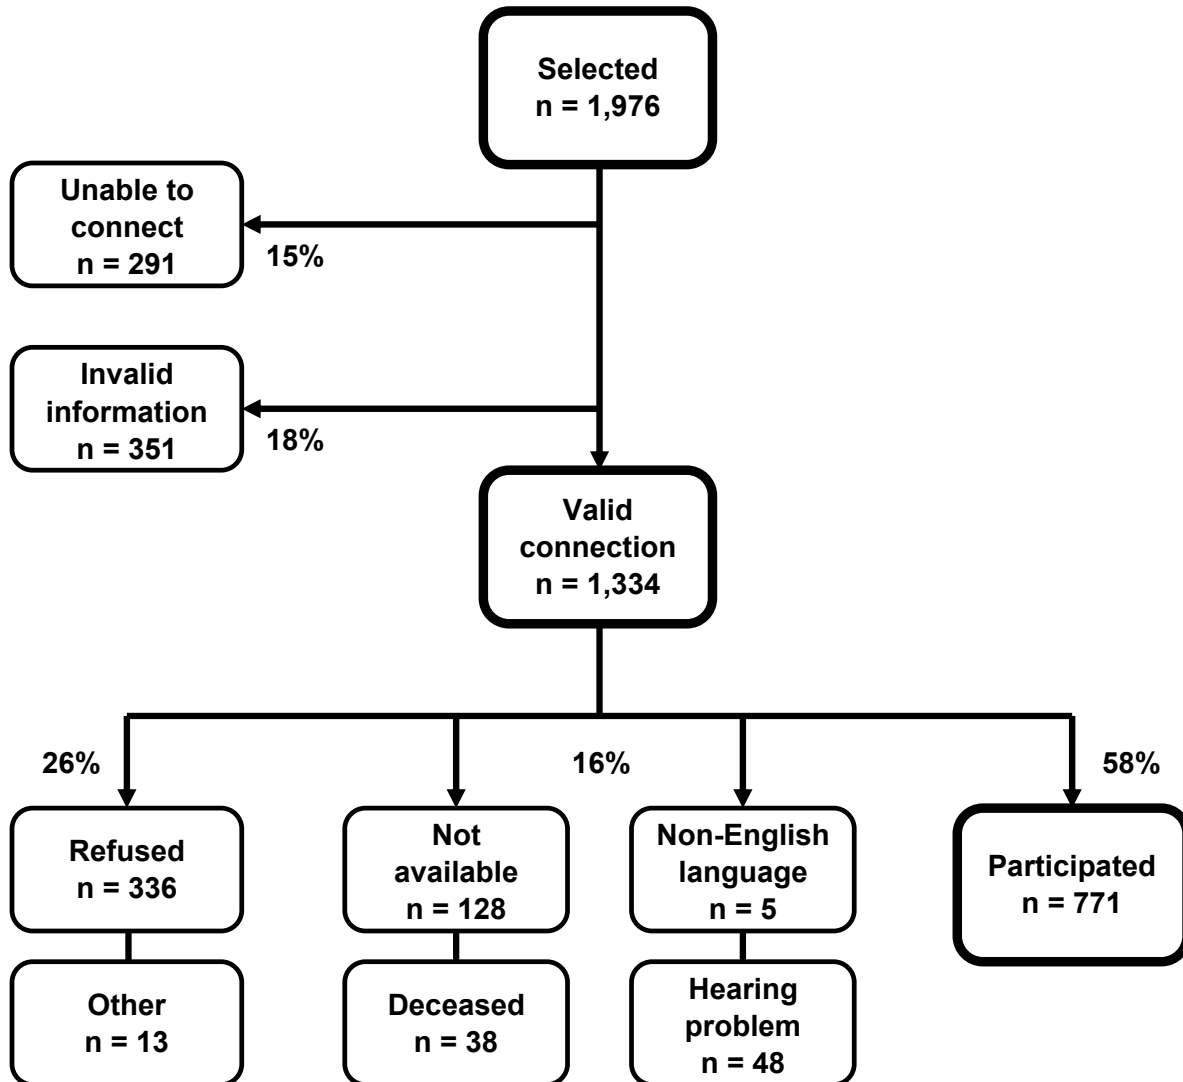 Selected
n = 1,976
Unable to
connect
n = 291
15%
Invalid
information
n = 351
18%
Valid
connection
n = 1,334
26%
16%
58%
Refused
n = 336
Not
available
n = 128
Non-English
language
n = 5
Participated
n = 771
Other
n = 13
Deceased
n = 38
Hearing
problem
n = 48